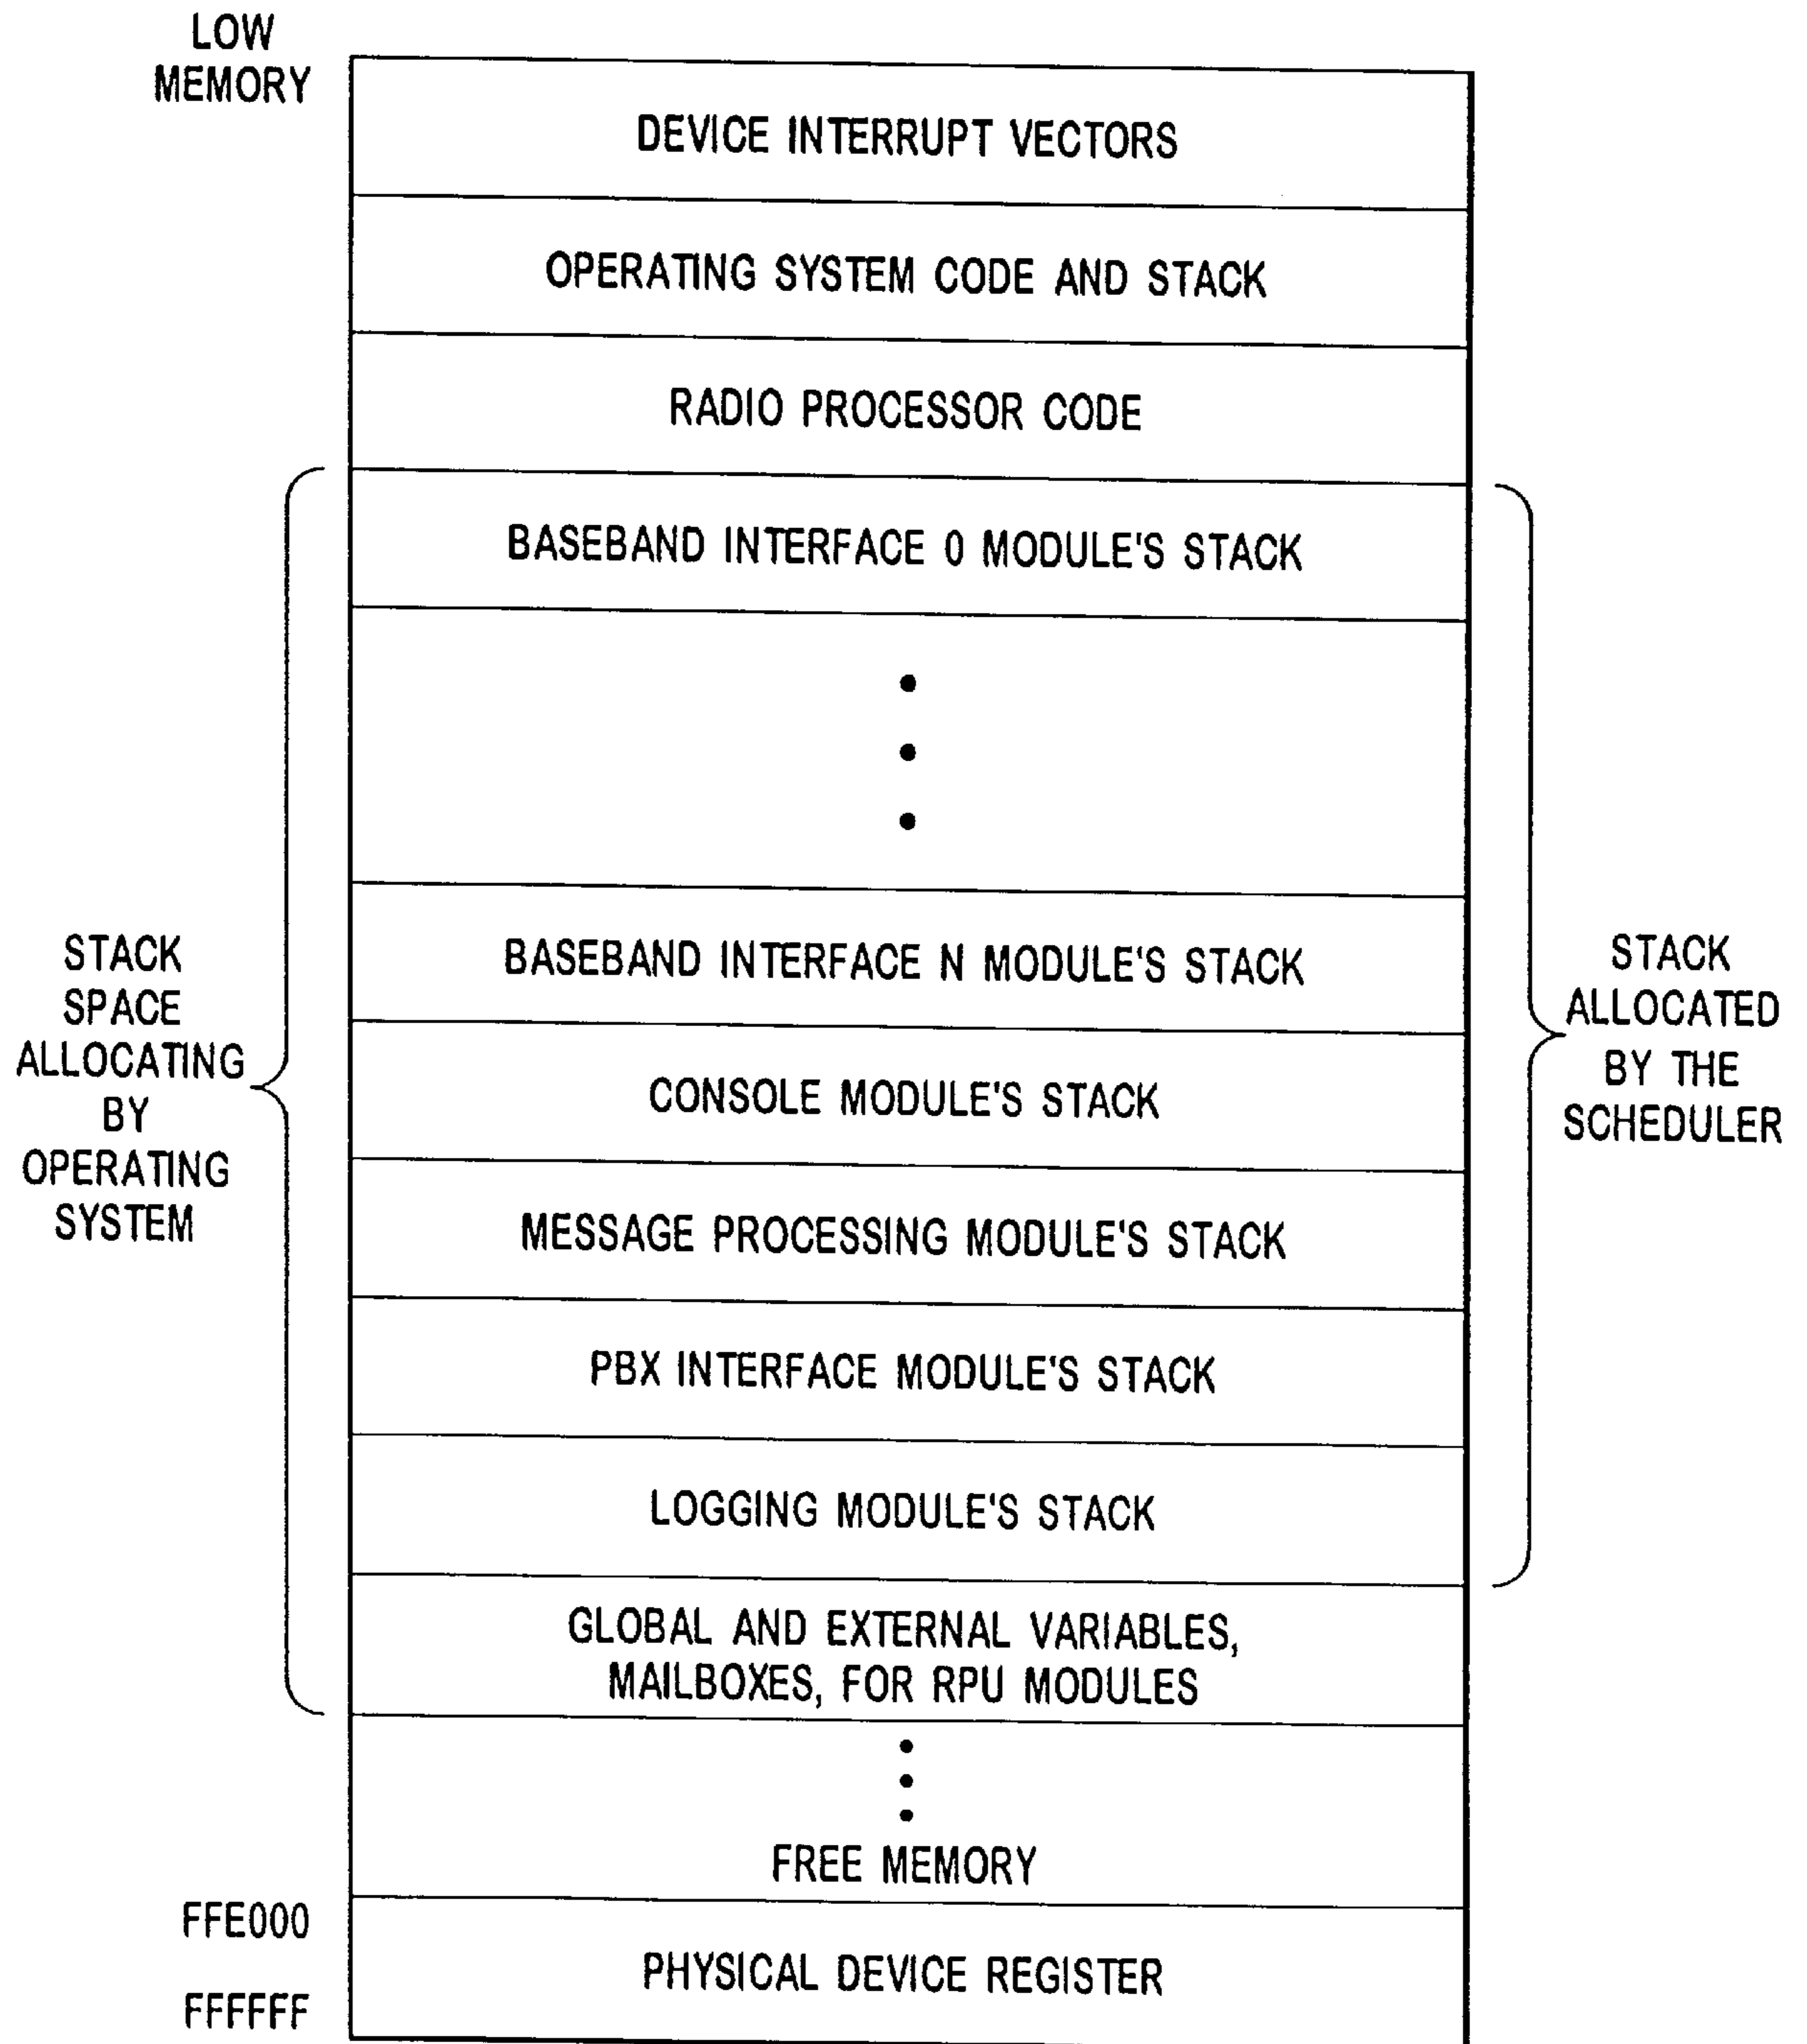 LOW
MEMORY
DEVICE INTERRUPT VECTORS
OPERATING SYSTEM CODE AND STACK
RADIO PROCESSOR CODE
BASEBAND INTERFACE 0 MODULE'S STACK
BASEBAND INTERFACE N MODULE'S STACK
CONSOLE MODULE'S STACK
MESSAGE PROCESSING MODULE'S STACK
PBX INTERFACE MODULE'S STACK
LOGGING MODULE'S STACK
GLOBAL AND EXTERNAL VARIABLES,
MAILBOXES, FOR RPU MODULES
FREE MEMORY
PHYSICAL DEVICE REGISTER
STACK
SPACE
ALLOCATING
BY
OPERATING
SYSTEM
STACK
ALLOCATED
BY THE
SCHEDULER
FFE000
FFFFFF